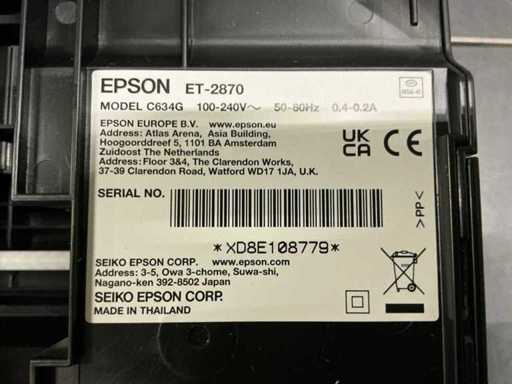 EPSON ET-2870
MODEL C634G 100-240V~ 50-60Hz 0.4-0.2A
EPSON EUROPE B.V. www.epson.eu
Address: Atlas Arena, Asia Building,
Hoogoorddreef 5, 1101 BA Amsterdam
Zuidoost The Netherlands
Address: Floor 3&4, The Clarendon Works,
37-39 Clarendon Road, Watford WD17 1JA, U.K.
UK
CA CE
SERIAL NO.
*XD8E108779*
>PP<
SEIKO EPSON CORP. www.epson.com
Address: 3-5, Owa 3-chome, Suwa-shi,
Nagano-ken 392-8502 Japan
SEIKO EPSON CORP.
MADE IN THAILAND